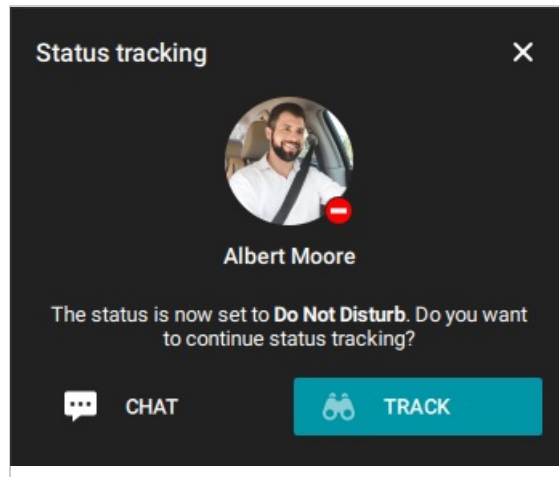 Status tracking
Albert Moore
The status is now set to Do Not Disturb. Do you want
to continue status tracking?
CHAT
TRACK